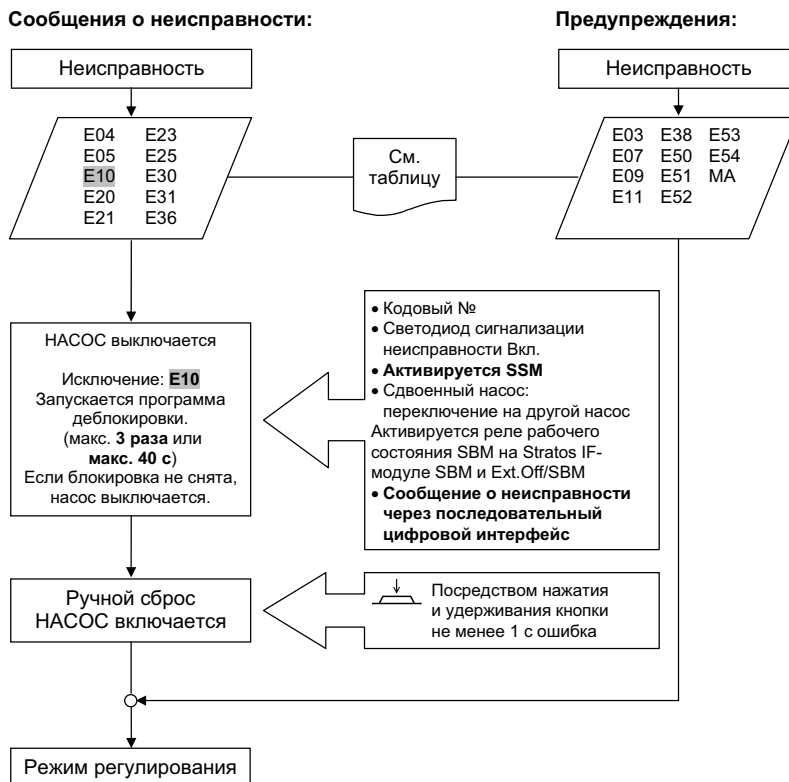 Сообщения о неисправности:
Предупреждения:
Неисправность
Неисправность
E04 E23
E05 E25
E10 E30
E20 E31
E21 E36
См.
таблицу
E03 E38 E53
E07 E50 E54
E09 E51 MA
E11 E52
НАСОС выключается
Исключение: E10
Запускается программа
деблокировки.
(макс. 3 раза или
макс. 40 с)
Если блокировка не снята,
насос выключается.
• Кодовый №
• Светодиод сигнализации
неисправности Вкл.
• Активируется SSM
• Сдвоенный насос:
переключение на другой насос
Активируется реле рабочего
состояния SBM на Stratos IF-
модуле SBM и Ext.Off/SBM
• Сообщение о неисправности
через последовательный
цифровой интерфейс
Ручной сброс
НАСОС включается
Посредством нажатия
и удерживания кнопки
не менее 1 с ошибка
Режим регулирования